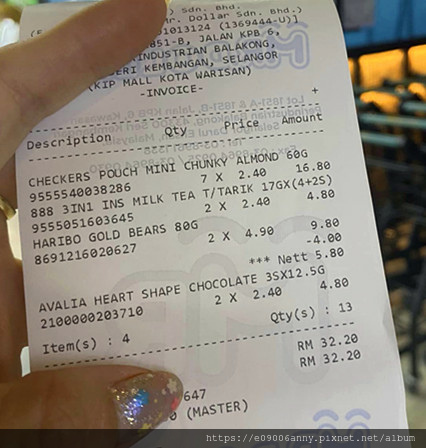 ) Sdn. Bhd.
Mr. Dollar Sdn. Bhd.)
01013124 (1369444-U)]
851-B, JALAN KPB 6,
INDUSTRIAN BALAKONG,
SERI KEMBANGAN, SELANGOR
(KIP MALL KOTA WARISAN)
-INVOICE-
+
Description Qty Price Amount
CHECKERS POUCH MINI CHUNKY ALMOND 60G
9555540038286 7 X 2.40 16.80
888 3IN1 INS MILK TEA T/TARIK 17GX(4+2S)
9555051603645 2 X 2.40 4.80
HARIBO GOLD BEARS 80G
8691216020627 2 X 4.90 9.80
-4.00
*** Nett 5.80
AVALIA HEART SHAPE CHOCOLATE 3SX12.5G
2100000203710 2 X 2.40 4.80
Item(s) : 4 Qty(s) : 13
RM 32.20
RM 32.20
647
(MASTER)
https://e09006anny.pixnet.net/album